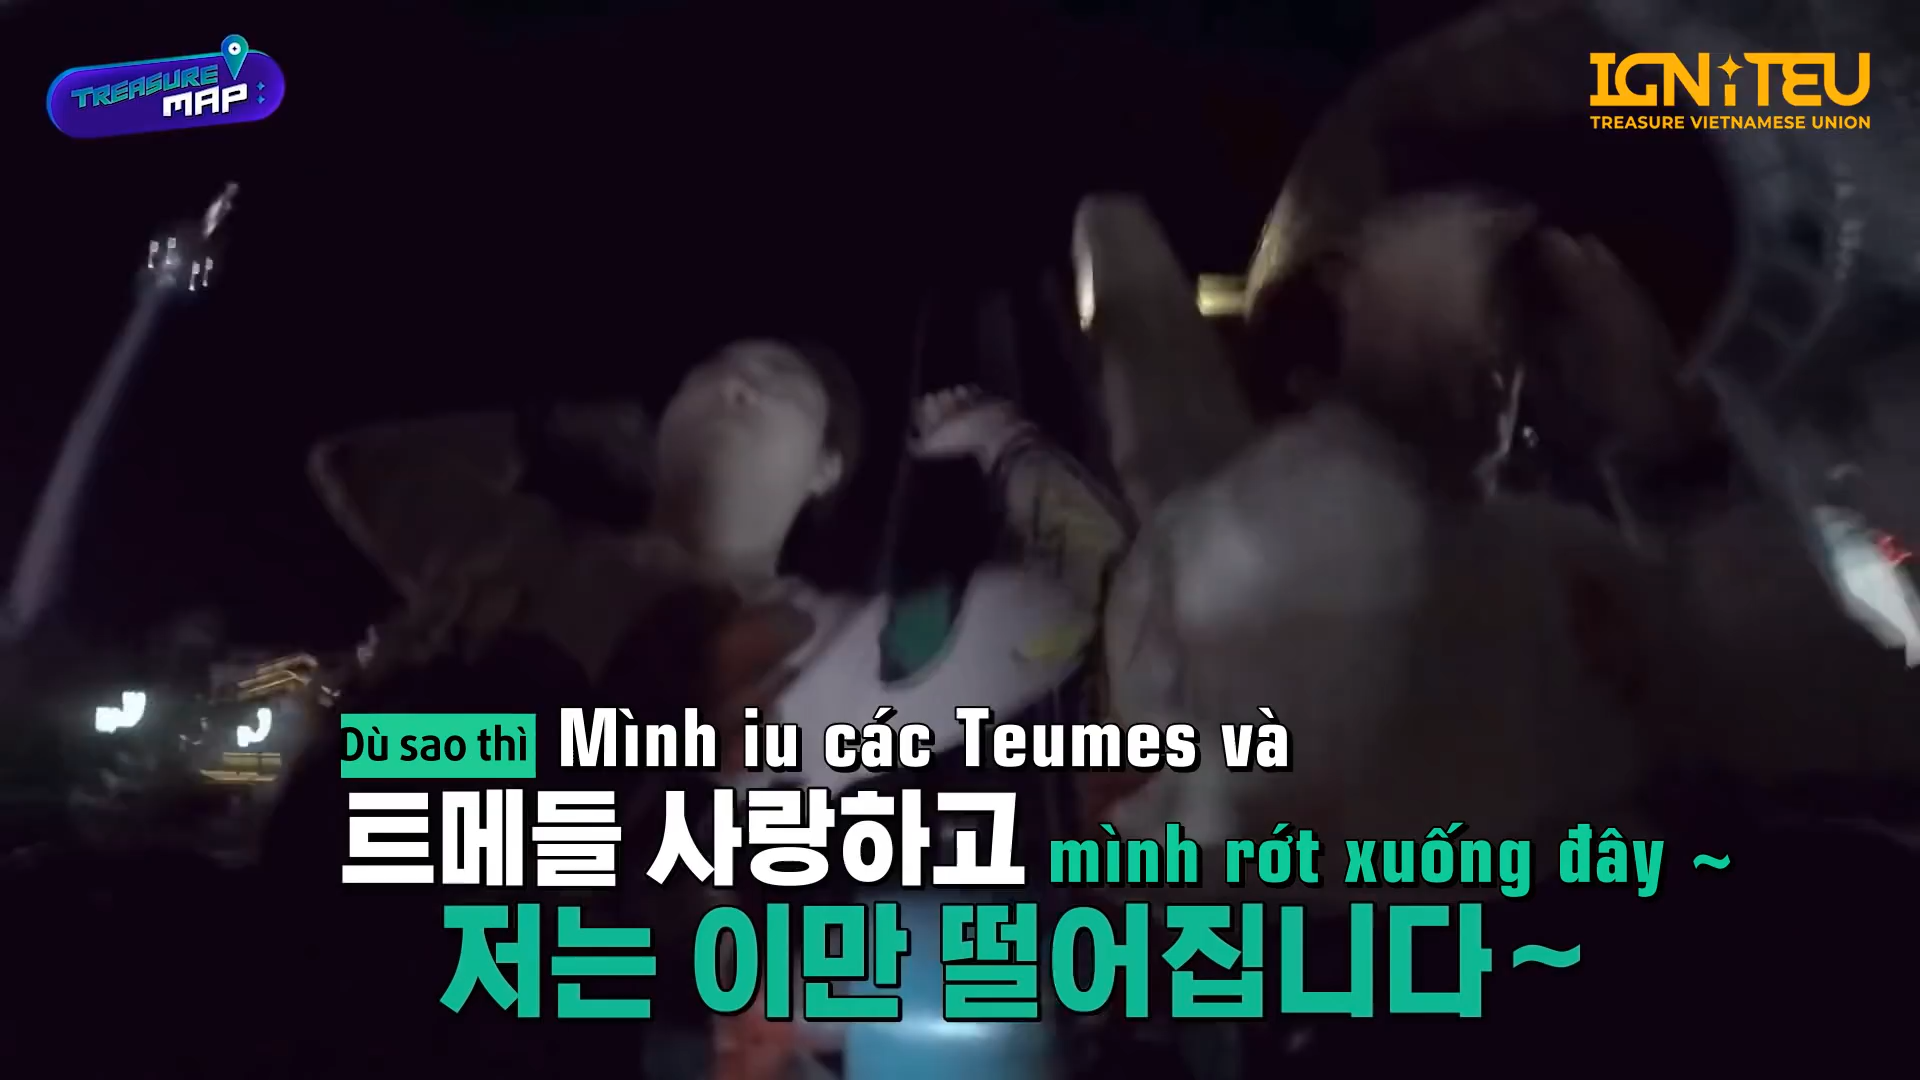 TREASURE
MAP
IGNITEU
TREASURE VIETNAMESE UNION
Dù sao thì Mình iu các Teumes và
트메들 사랑하고 mình rớt xuống đây ~
저는 이만 떨어집니다~